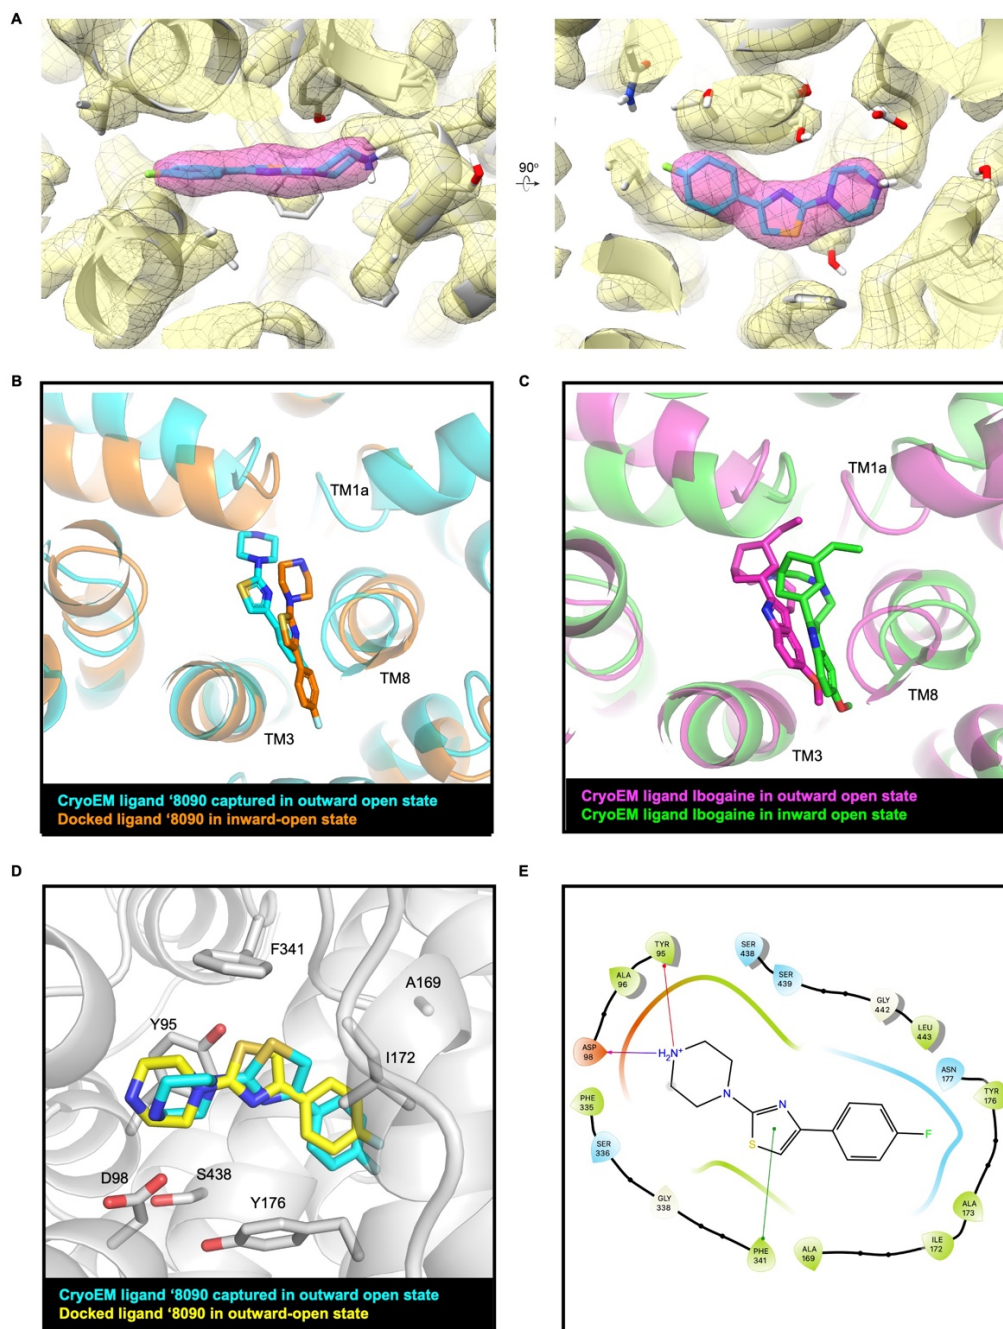 A
90°
B
TM1a
TM8
TM3
CryoEM ligand ‘8090 captured in outward open state
Docked ligand ‘8090 in inward-open state
C
TM1a
TM8
TM3
CryoEM ligand Ibogaine in outward open state
CryoEM ligand Ibogaine in inward open state
D
F341
A169
Y95
I172
D98
S438
Y176
CryoEM ligand ‘8090 captured in outward open state
Docked ligand ‘8090 in outward-open state
E
TYR
95
SER
438
ALA
96
SER
439
GLY
442
LEU
443
ASP
98
H₂N⁺
ASN
177
TYR
176
PHE
335
N
N
SER
336
S
F
GLY
338
ALA
173
PHE
341
ALA
169
ILE
172